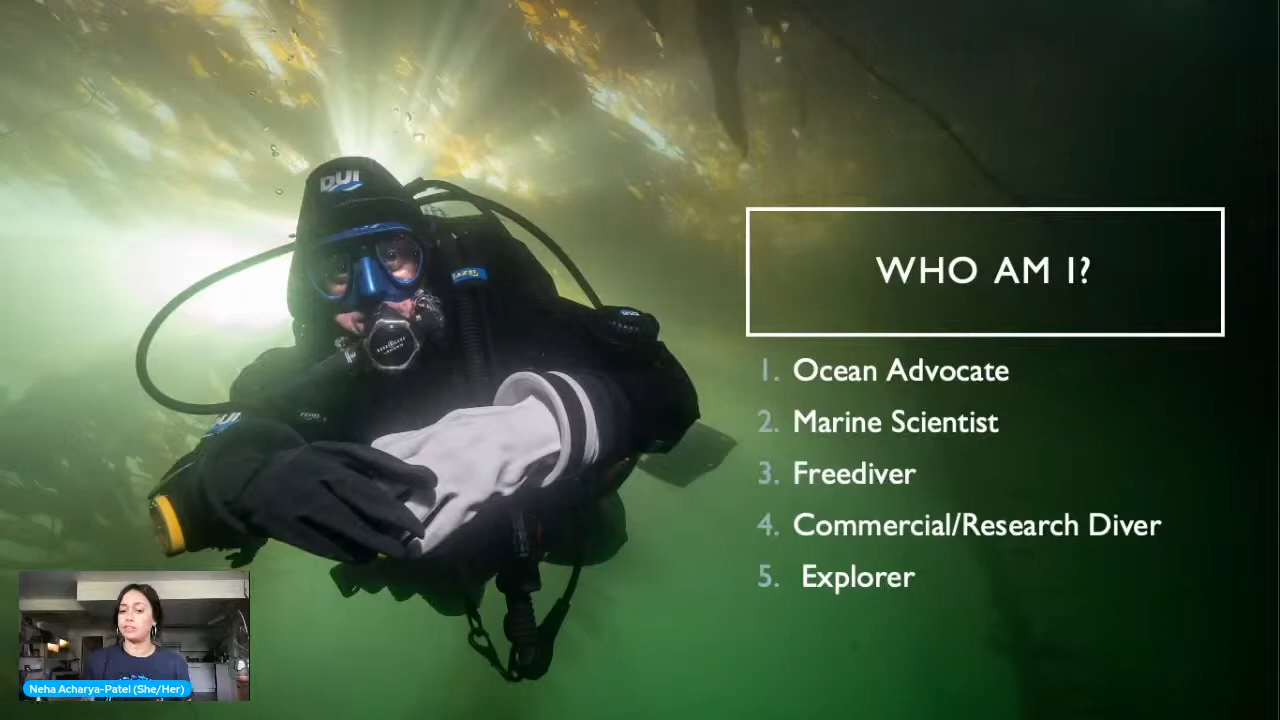 DUI
WHO AM I?
1. Ocean Advocate
2. Marine Scientist
3. Freediver
4. Commercial/Research Diver
5. Explorer
Neha Acharya-Patel (She/Her)